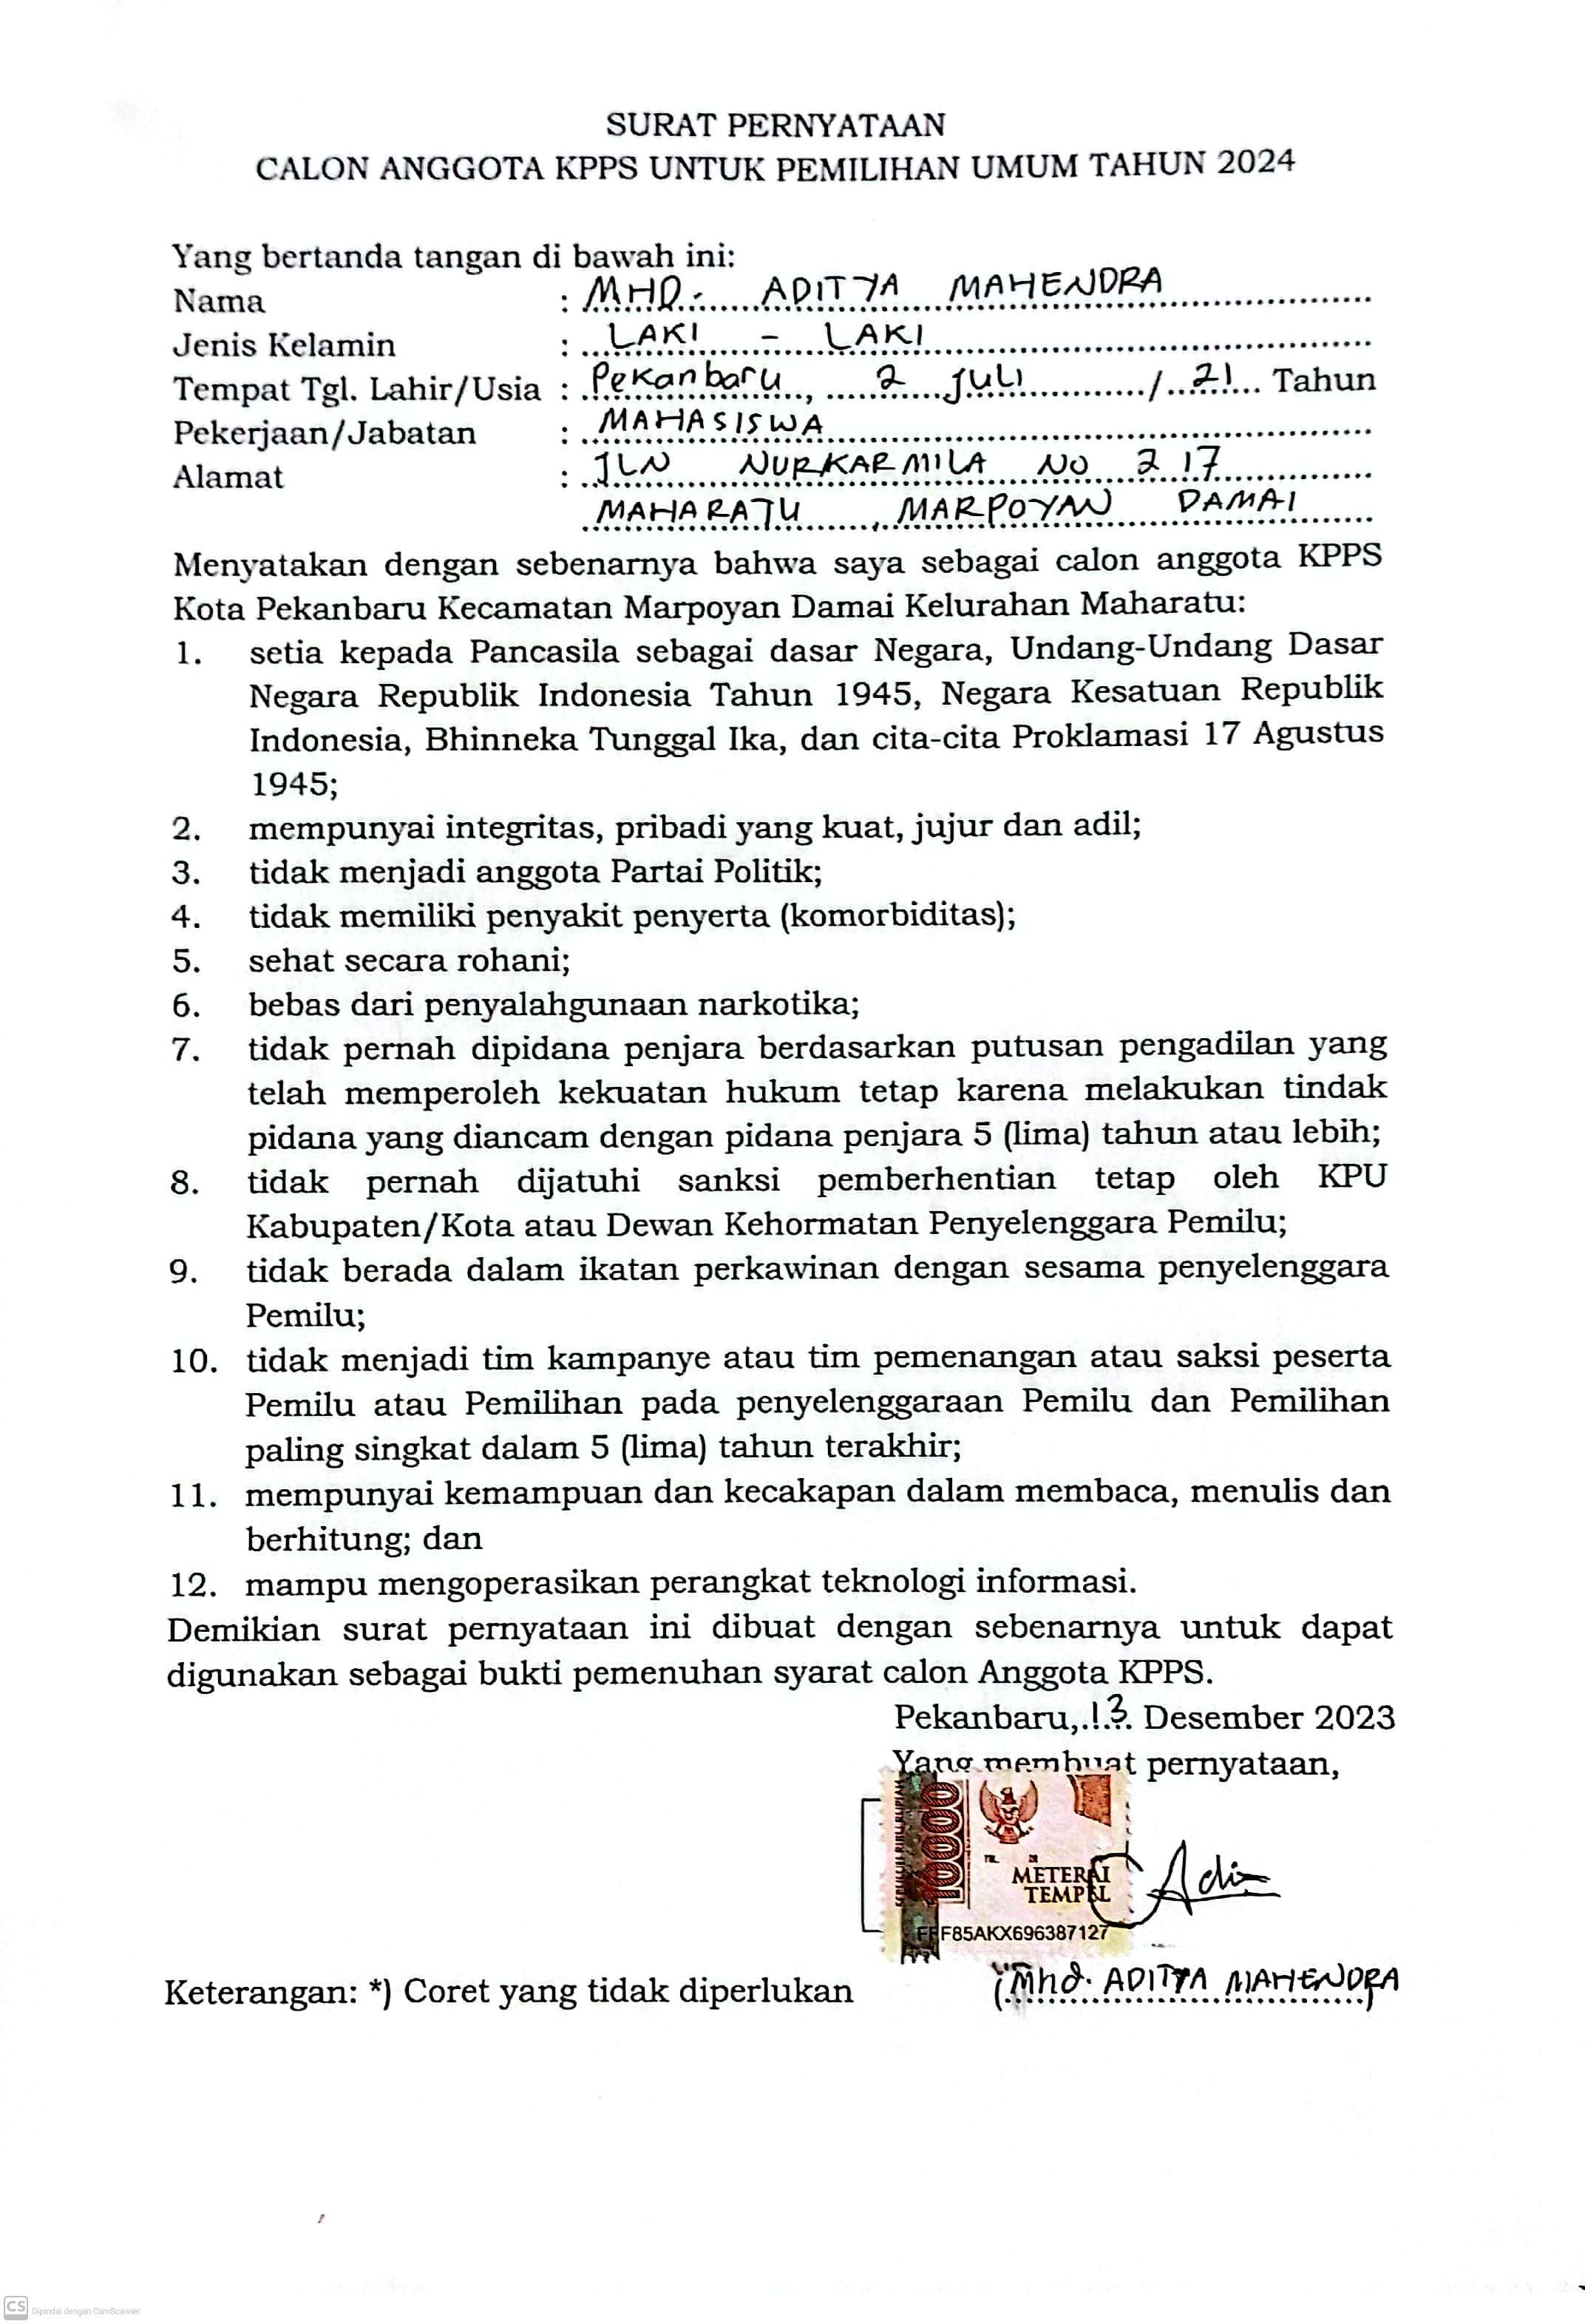 SURAT PERNYATAAN
CALON ANGGOTA KPPS UNTUK PEMILIHAN UMUM TAHUN 2024
Yang bertanda tangan di bawah ini:
Nama : MHD. ADITYA MAHENDRA
Jenis Kelamin : LAKI - LAKI
Tempat Tgl. Lahir/Usia : Pekanbaru, 2 JULI / 21 Tahun
Pekerjaan/Jabatan : MAHASISWA
Alamat : JLN NURKARMILA NO 217
MAHARATU, MARPOYAN DAMAI
Menyatakan dengan sebenarnya bahwa saya sebagai calon anggota KPPS
Kota Pekanbaru Kecamatan Marpoyan Damai Kelurahan Maharatu:
1. setia kepada Pancasila sebagai dasar Negara, Undang-Undang Dasar
Negara Republik Indonesia Tahun 1945, Negara Kesatuan Republik
Indonesia, Bhinneka Tunggal Ika, dan cita-cita Proklamasi 17 Agustus
1945;
2. mempunyai integritas, pribadi yang kuat, jujur dan adil;
3. tidak menjadi anggota Partai Politik;
4. tidak memiliki penyakit penyerta (komorbiditas);
5. sehat secara rohani;
6. bebas dari penyalahgunaan narkotika;
7. tidak pernah dipidana penjara berdasarkan putusan pengadilan yang
telah memperoleh kekuatan hukum tetap karena melakukan tindak
pidana yang diancam dengan pidana penjara 5 (lima) tahun atau lebih;
8. tidak pernah dijatuhi sanksi pemberhentian tetap oleh KPU
Kabupaten/Kota atau Dewan Kehormatan Penyelenggara Pemilu;
9. tidak berada dalam ikatan perkawinan dengan sesama penyelenggara
Pemilu;
10. tidak menjadi tim kampanye atau tim pemenangan atau saksi peserta
Pemilu atau Pemilihan pada penyelenggaraan Pemilu dan Pemilihan
paling singkat dalam 5 (lima) tahun terakhir;
11. mempunyai kemampuan dan kecakapan dalam membaca, menulis dan
berhitung; dan
12. mampu mengoperasikan perangkat teknologi informasi.
Demikian surat pernyataan ini dibuat dengan sebenarnya untuk dapat
digunakan sebagai bukti pemenuhan syarat calon Anggota KPPS.
Pekanbaru, 13 Desember 2023
Yang membuat pernyataan,
10000
METERAI
TEMPEL
F85AKX696387127
Adi
Keterangan: *) Coret yang tidak diperlukan
(Mhd. ADITYA MAHENDRA)
CS Dipindai dengan CamScanner